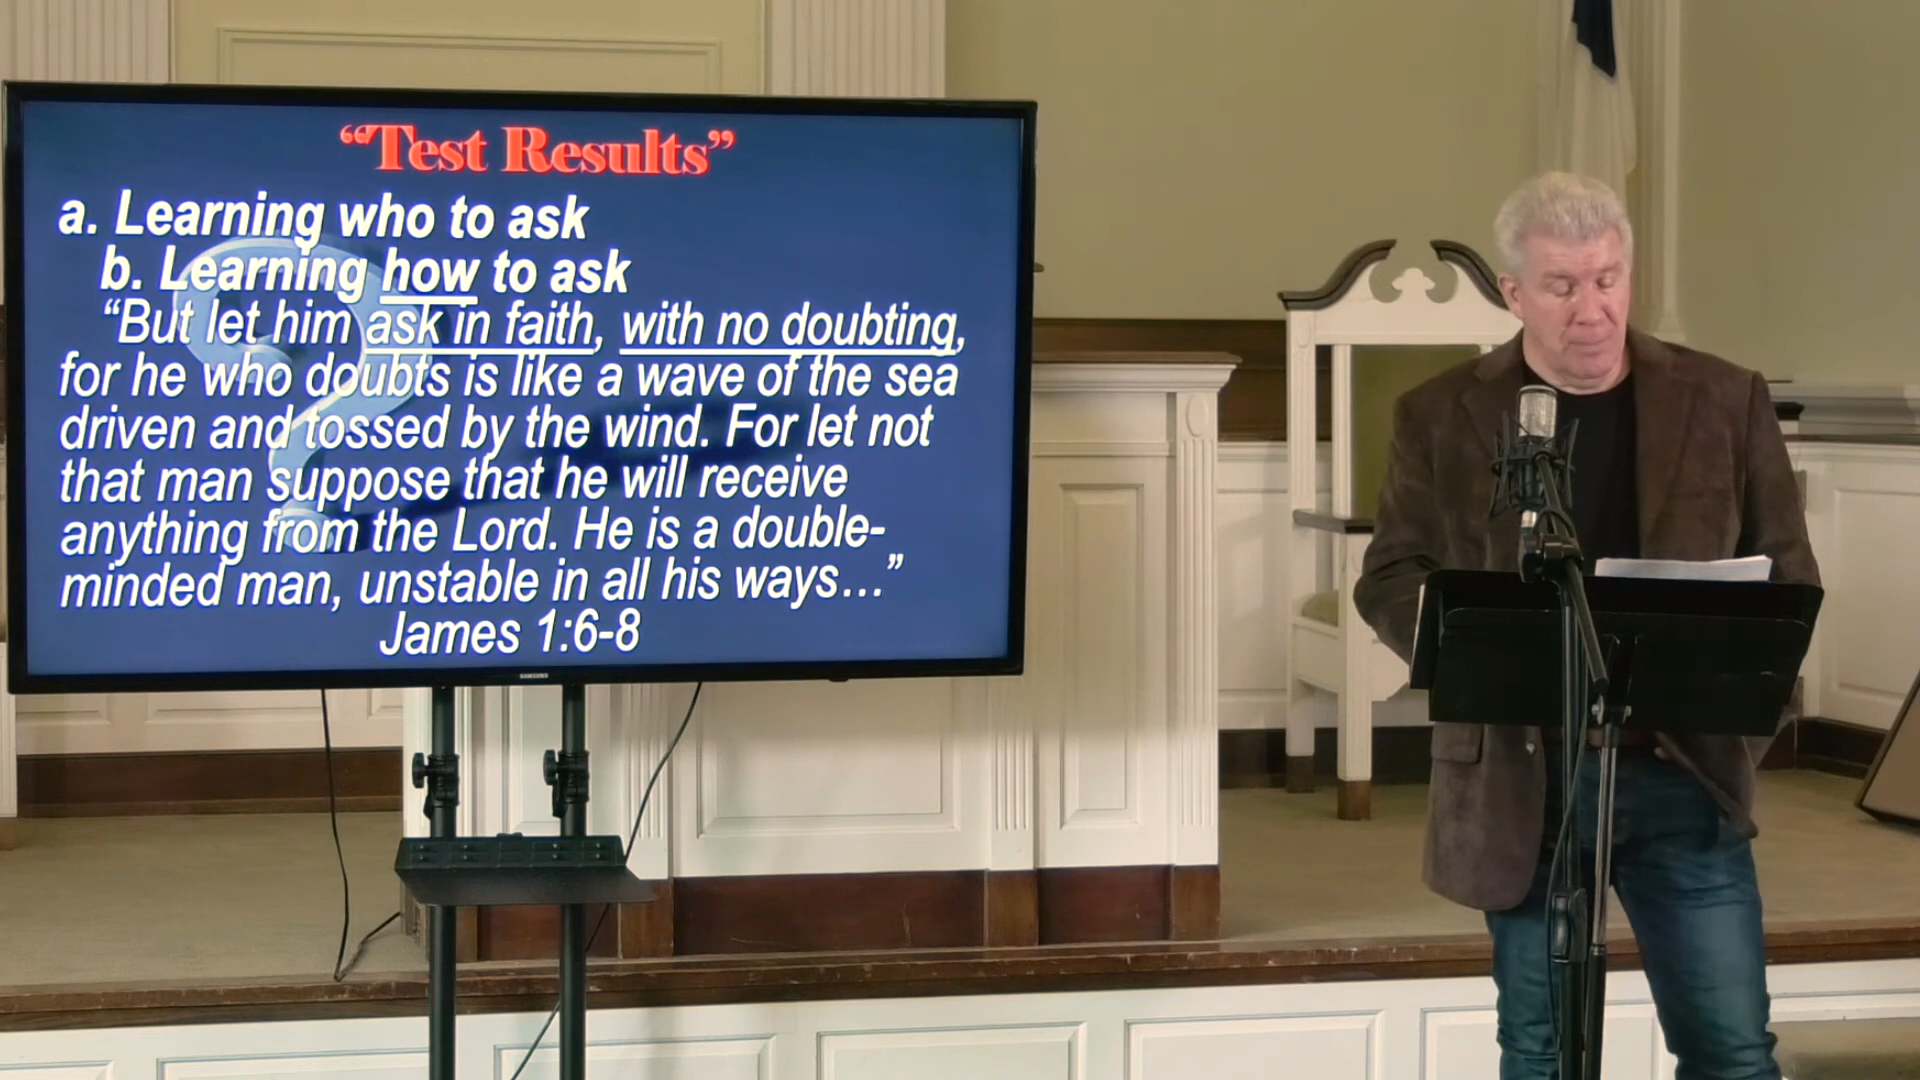 “Test Results”
a. Learning who to ask
b. Learning how to ask
“But let him ask in faith, with no doubting,
for he who doubts is like a wave of the sea
driven and tossed by the wind. For let not
that man suppose that he will receive
anything from the Lord. He is a double-
minded man, unstable in all his ways…”
James 1:6-8
SAMSUNG